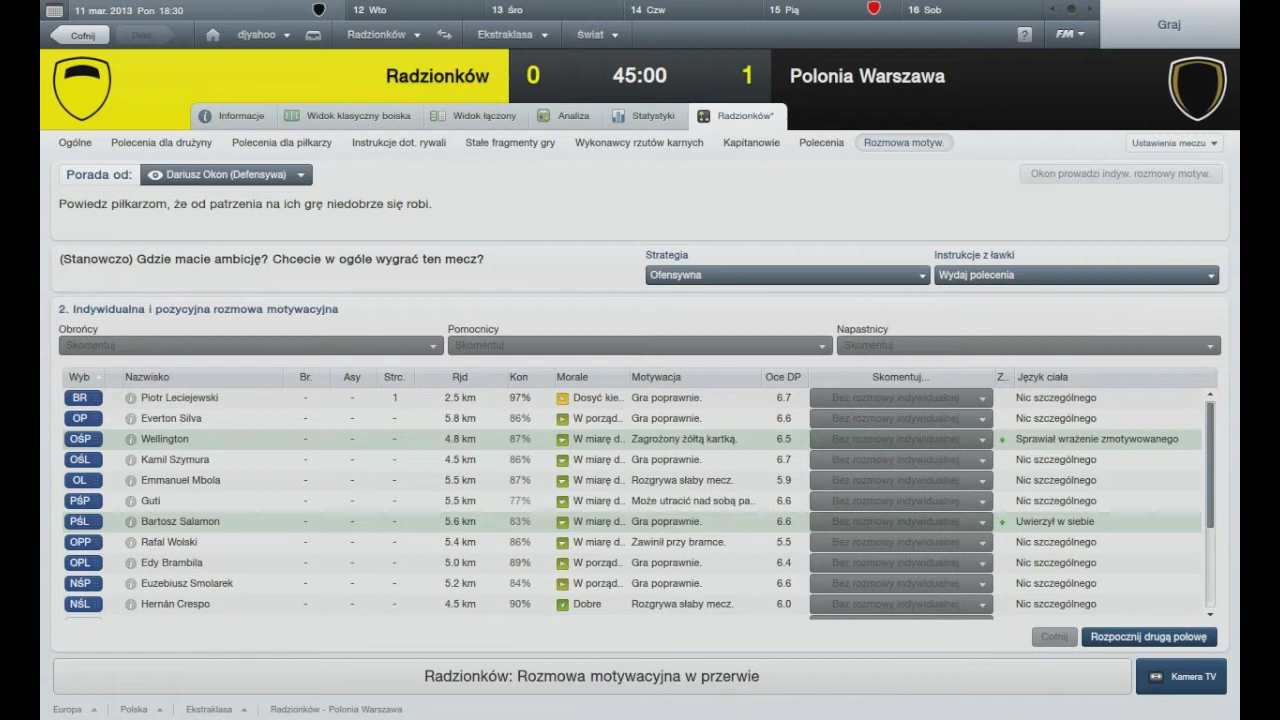 11 mar. 2013 Pon 18:30 12 Wto 13 Śro 14 Czw 15 Pią 16 Sob
Cofnij djyahoo Radzionków Ekstraklasa Świat ? FM Graj
Radzionków 0 45:00 1 Polonia Warszawa
Informacje Widok klasyczny boiska Widok łączony Analiza Statystyki Radzionków*
Ogólne Polecenia dla drużyny Polecenia dla piłkarzy Instrukcje dot. rywali Stałe fragmenty gry Wykonawcy rzutów karnych Kapitanowie Polecenia Rozmowa motyw. Ustawienia meczu
Porada od: Dariusz Okon (Defensywa) Okon prowadzi indyw. rozmowy motyw.
Powiedz piłkarzom, że od patrzenia na ich grę niedobrze się robi.
Strategia Instrukcje z ławki
(Stanowczo) Gdzie macie ambicję? Chcecie w ogóle wygrać ten mecz?
Ofensywna Wydaj polecenia
2. Indywidualna i pozycyjna rozmowa motywacyjna
Obrońcy Pomocnicy Napastnicy
Skomentuj Skomentuj Skomentuj
Wyb Nazwisko Br. Asy Strc. Rjd Kon Morale Motywacja Oce DP Skomentuj... Z.. Język ciała
BR Piotr Leciejewski - - 1 2.5 km 97% Dosyć kie.. Gra poprawnie. 6.7 Bez rozmowy indywidualnej Nic szczególnego
OP Everton Silva - - - 5.8 km 86% W porząd.. Gra poprawnie. 6.6 Bez rozmowy indywidualnej Nic szczególnego
OŚP Wellington - - - 4.8 km 87% W miarę d.. Zagrożony żółtą kartką. 6.5 Bez rozmowy indywidualnej Sprawiał wrażenie zmotywowanego
OŚL Kamil Szymura - - - 4.5 km 86% W miarę d.. Gra poprawnie. 6.7 Bez rozmowy indywidualnej Nic szczególnego
OL Emmanuel Mbola - - - 5.5 km 87% W miarę d.. Rozgrywa słaby mecz. 5.9 Bez rozmowy indywidualnej Nic szczególnego
PŚP Guti - - - 5.5 km 77% W miarę d.. Może utracić nad sobą pa.. 6.6 Bez rozmowy indywidualnej Nic szczególnego
PŚL Bartosz Salamon - - - 5.6 km 83% W miarę d.. Gra poprawnie. 6.6 Bez rozmowy indywidualnej Uwierzył w siebie
OPP Rafał Wolski - - - 5.4 km 86% W miarę d.. Zawinił przy bramce. 5.5 Bez rozmowy indywidualnej Nic szczególnego
OPL Edy Brambila - - - 5.0 km 89% W porząd.. Gra poprawnie. 6.4 Bez rozmowy indywidualnej Nic szczególnego
NŚP Euzebiusz Smolarek - - - 5.2 km 84% W porząd.. Gra poprawnie. 6.6 Bez rozmowy indywidualnej Nic szczególnego
NŚL Hernán Crespo - - - 4.5 km 90% Dobre Rozgrywa słaby mecz. 6.0 Bez rozmowy indywidualnej Nic szczególnego
Cofnij Rozpocznij drugą połowę
Radzionków: Rozmowa motywacyjna w przerwie Kamera TV
Europa Polska Ekstraklasa Radzionków - Polonia Warszawa